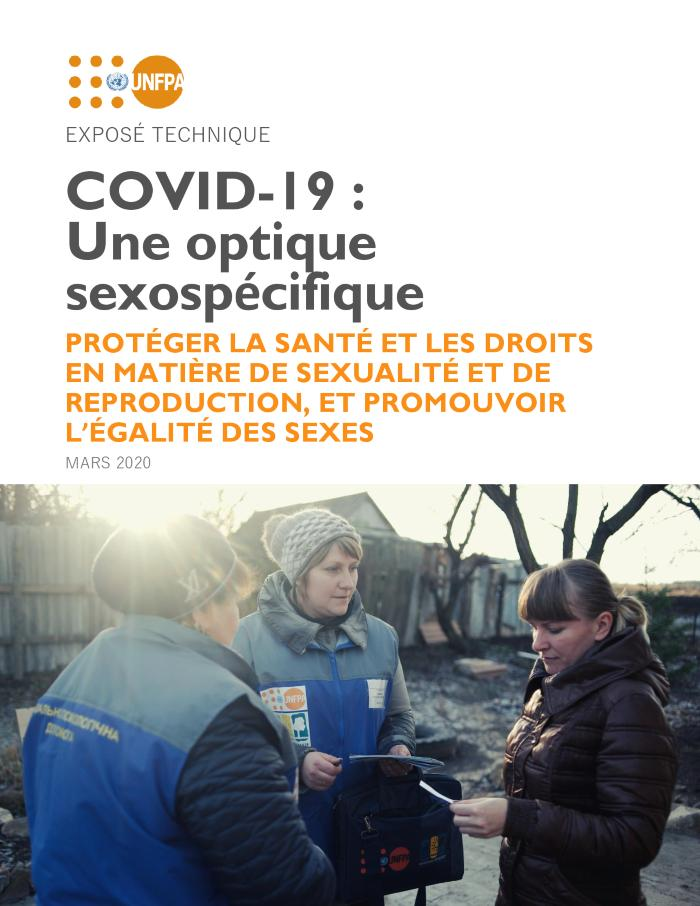 UNFPA
EXPOSÉ TECHNIQUE
COVID-19 :
Une optique
sexospécifique
PROTÉGER LA SANTÉ ET LES DROITS
EN MATIÈRE DE SEXUALITÉ ET DE
REPRODUCTION, ET PROMOUVOIR
L’ÉGALITÉ DES SEXES
MARS 2020
UNFPA
UNFPA